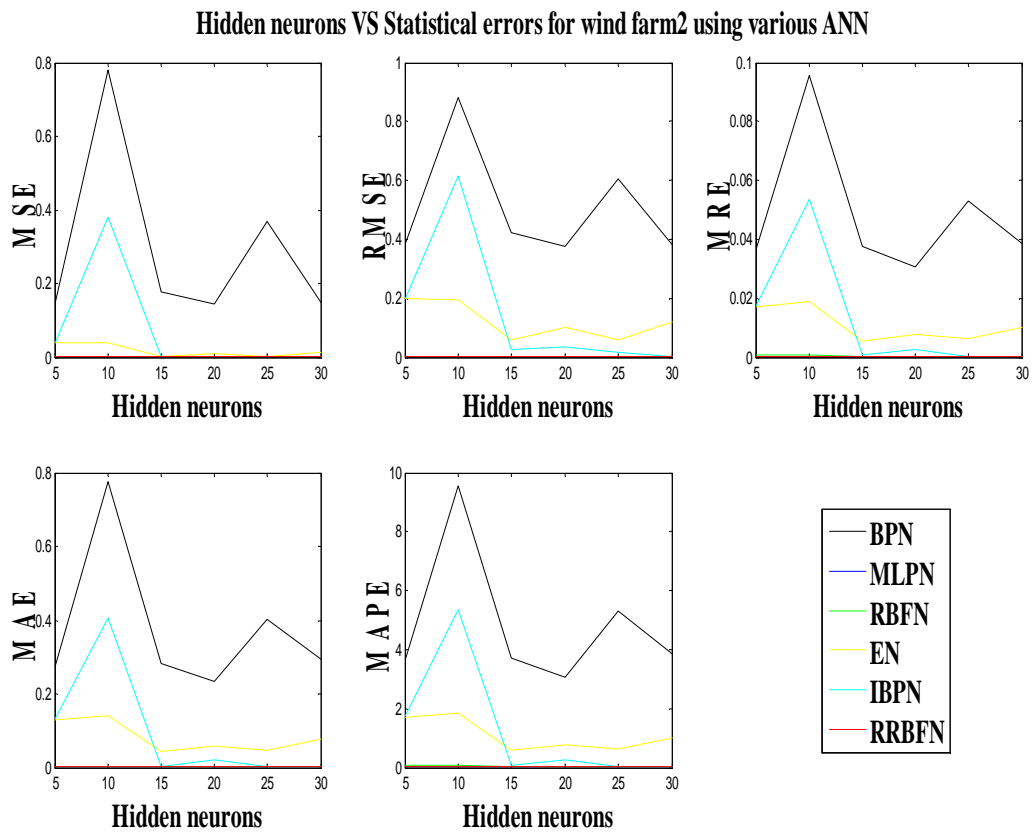 Hidden neurons VS Statistical errors for wind farm2 using various ANN
0.8
0.6
0.4
0.2
0
M S E
5 10 15 20 25 30
Hidden neurons
1
0.8
0.6
0.4
0.2
0
R M S E
5 10 15 20 25 30
Hidden neurons
0.1
0.08
0.06
0.04
0.02
0
M R E
5 10 15 20 25 30
Hidden neurons
0.8
0.6
0.4
0.2
0
M A E
5 10 15 20 25 30
Hidden neurons
10
8
6
4
2
0
M A P E
5 10 15 20 25 30
Hidden neurons
BPN
MLPN
RBFN
EN
IBPN
RRBFN